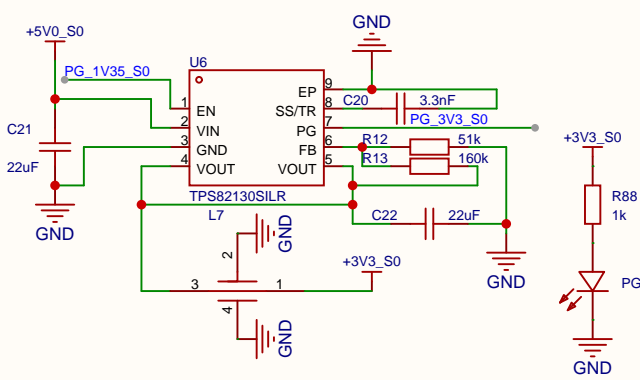 GND
+5V0_S0
U6
PG_1V35_S0
9
EP
C20
3.3nF
1
EN
SS/TR
8
2
VIN
PG
7
PG_3V3_S0
C21
3
GND
FB
6
R12
51k
+3V3_S0
22uF
4
VOUT
VOUT
5
R13
160k
TPS82130SILR
R88
1k
GND
L7
C22
22uF
2
GND
GND
+3V3_S0
3
1
PG
4
GND
GND